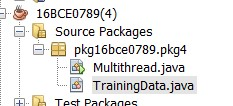 16BCE0789(4)
Source Packages
pkg16bce0789.pkg4
Multithread.java
TrainingData.java
Test Packages